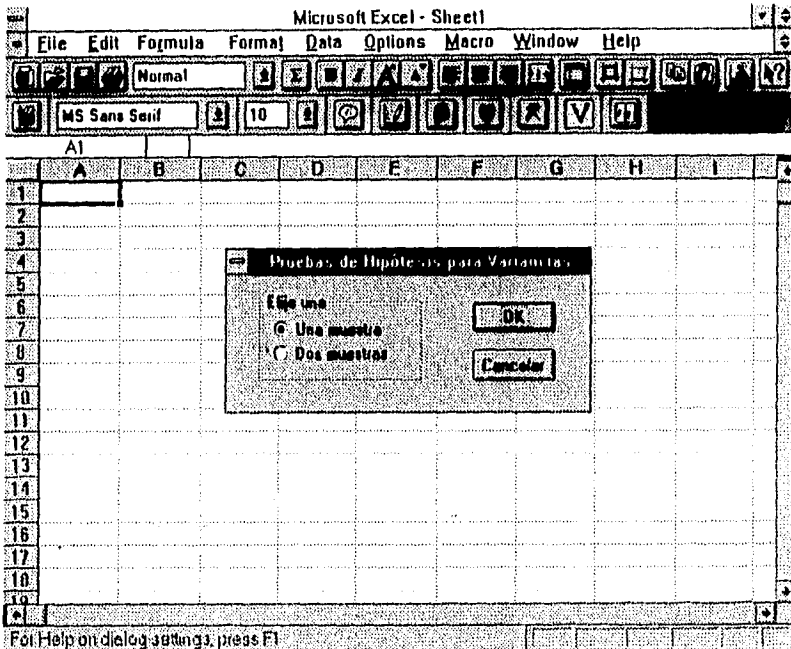 Microsoft Excel - Sheet1
File Edit Formula Format Data Options Macro Window Help
Normal
MS Sans Serif 10
A1
A B C D E F G H I
1
2
3
4
5
6
7
8
9
10
11
12
13
14
15
16
17
18
19
Pruebas de Hipótesis para Varianzas
Elija una
Una muestra
Dos muestras
OK
Cancelar
For Help on dialog settings, press F1